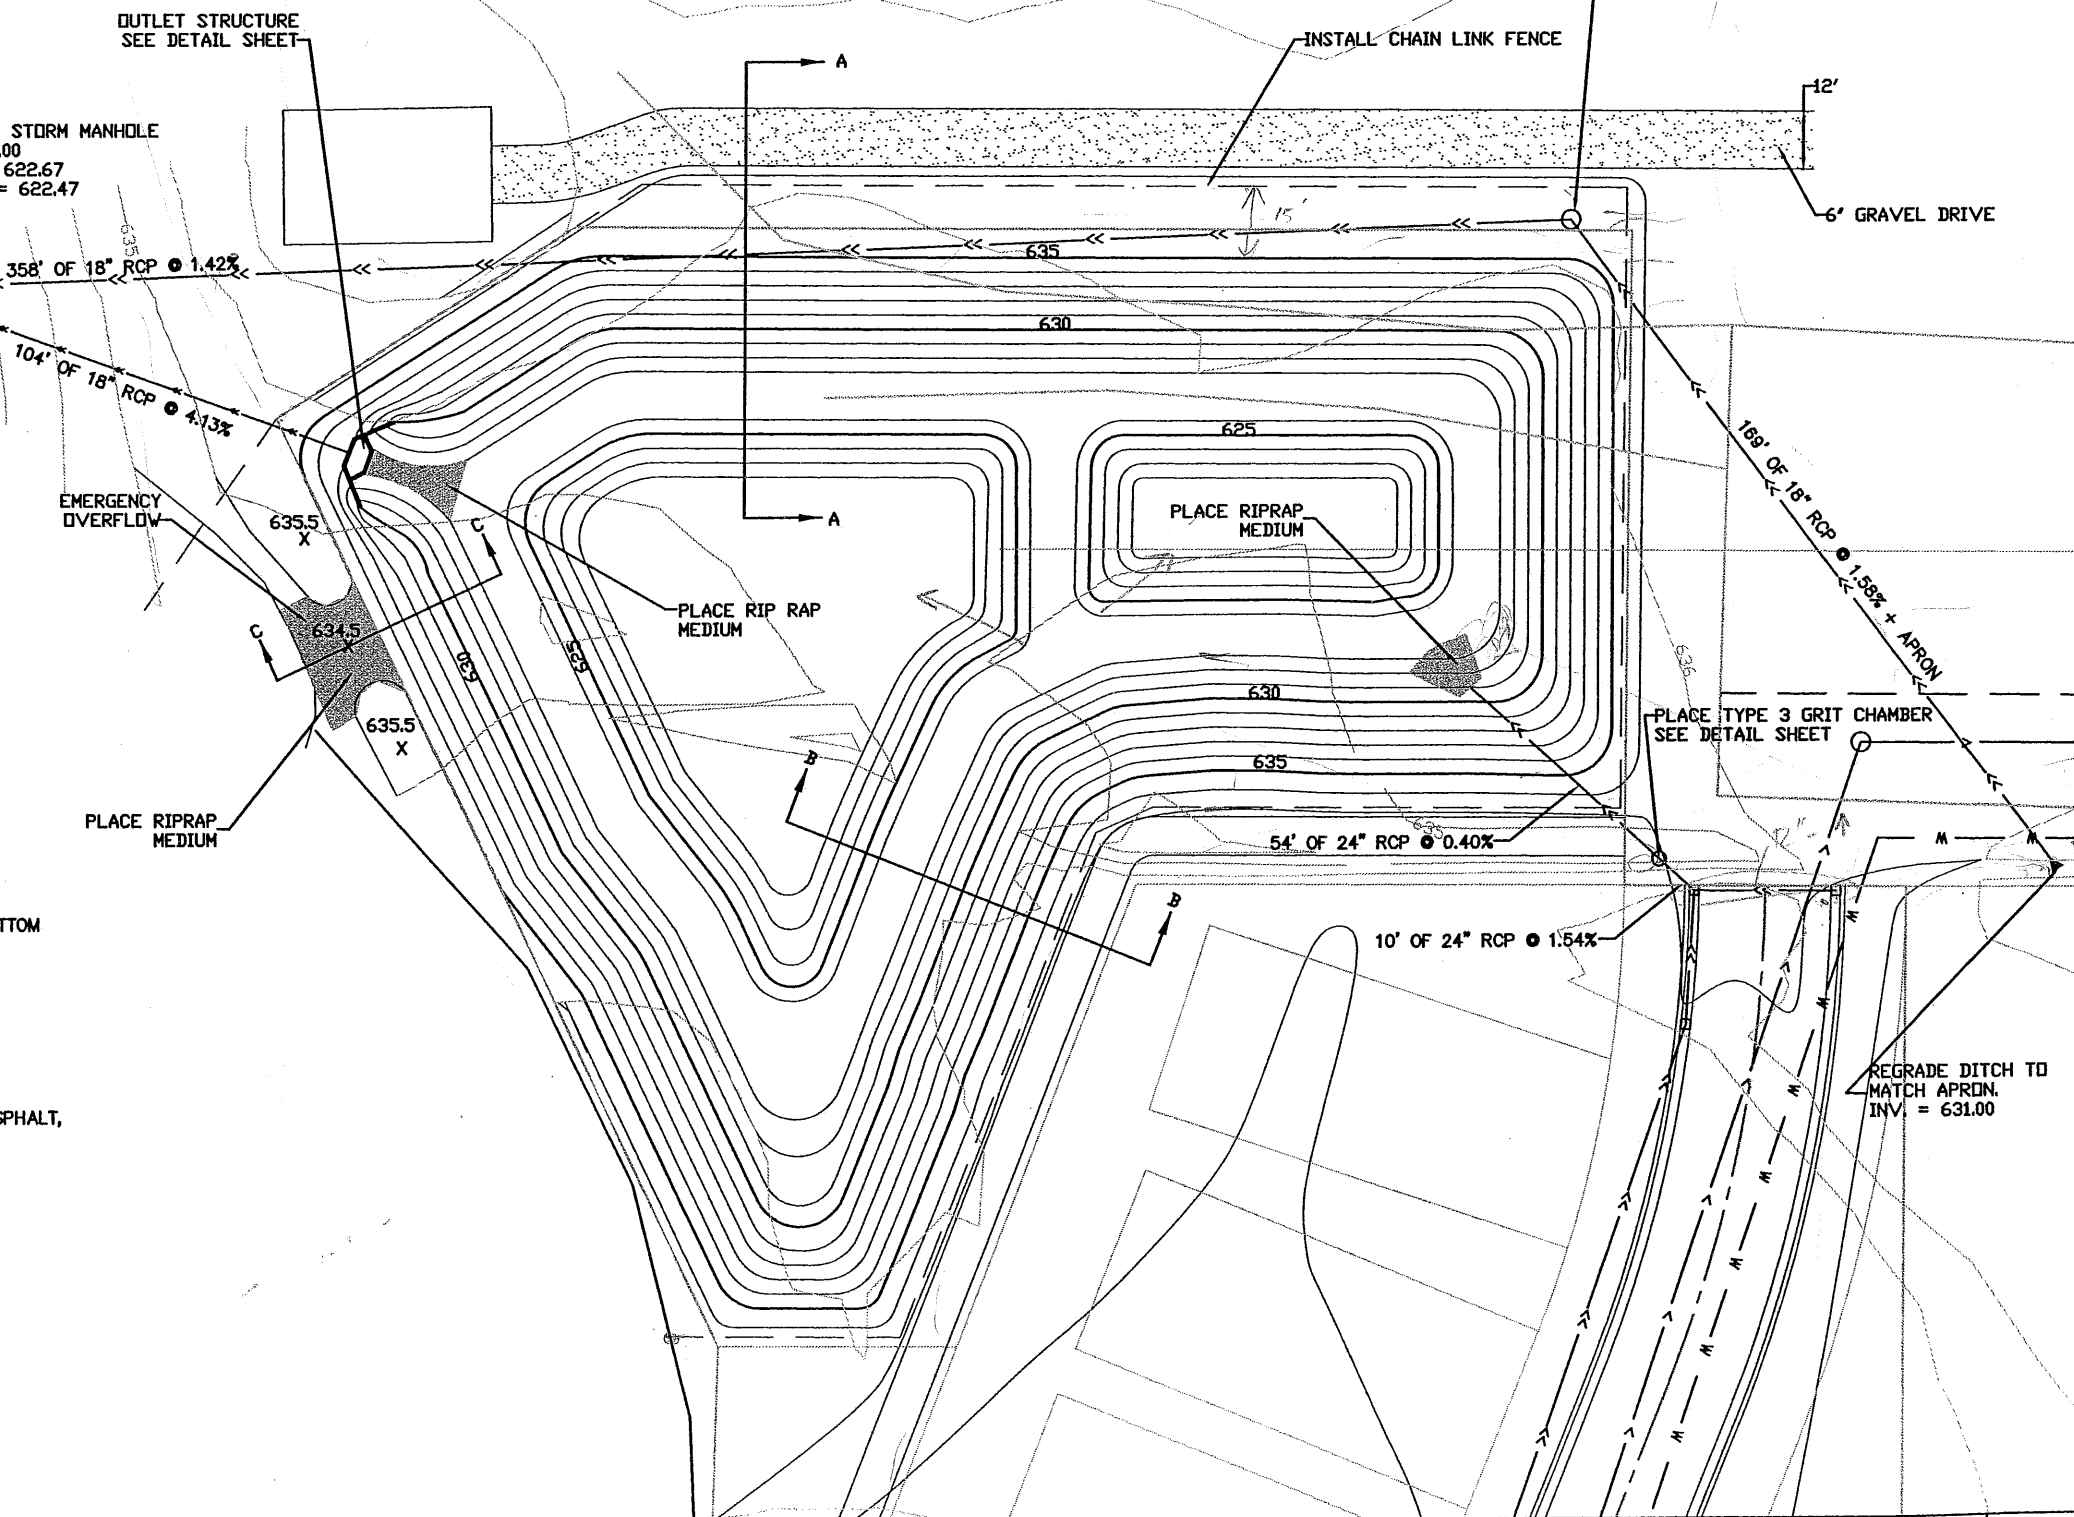 OUTLET STRUCTURE
SEE DETAIL SHEET
A
INSTALL CHAIN LINK FENCE
12'
STORM MANHOLE
.00
622.67
= 622.47
6" GRAVEL DRIVE
15'
635
635
358' OF 18" RCP @ 1.42%
630
104' OF 18" RCP @ 4.13%
625
169' OF 18" RCP @ 1.58% + APRON
EMERGENCY
OVERFLOW
635.5
X
C
A
PLACE RIPRAP
MEDIUM
PLACE RIP RAP
MEDIUM
C
634.5
X
630
625
636
630
635.5
X
PLACE TYPE 3 GRIT CHAMBER
SEE DETAIL SHEET
B
635
PLACE RIPRAP
MEDIUM
635
54' OF 24" RCP @ 0.40%
W
W
B
TTOM
10' OF 24" RCP @ 1.54%
W
W
REGRADE DITCH TO
MATCH APRON.
INV. = 631.00
W
SPHALT,
W
W
W
W
W